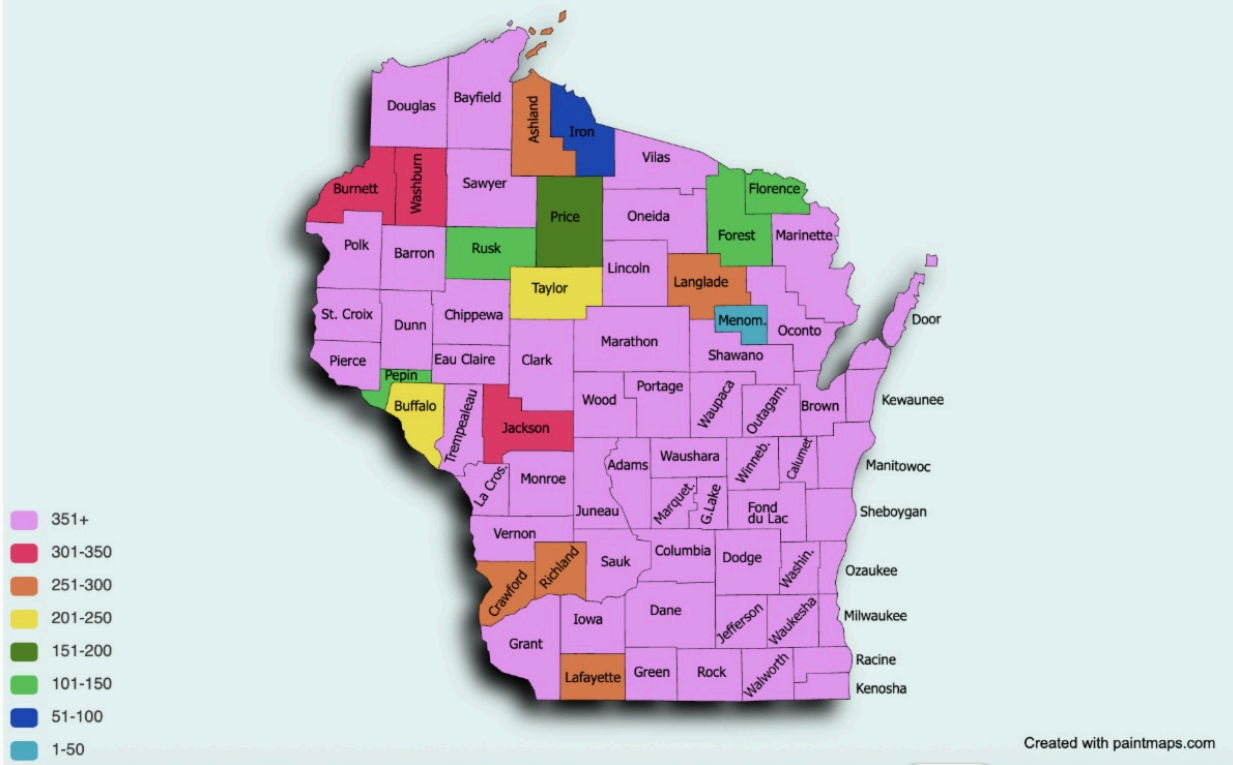 Douglas
Bayfield
Ashland
Iron
Vilas
Burnett
Washburn
Sawyer
Price
Oneida
Florence
Forest
Marinette
Polk
Barron
Rusk
Lincoln
Langlade
Taylor
St. Croix
Dunn
Chippewa
Menom.
Oconto
Door
Pierce
Eau Claire
Clark
Marathon
Shawano
Pepin
Buffalo
Trempealeau
Jackson
Wood
Portage
Waupaca
Outagam.
Brown
Kewaunee
La Cros.
Monroe
Juneau
Adams
Waushara
Winneb.
Calumet
Manitowoc
Marquet.
G.Lake
Fond
du Lac
Sheboygan
Vernon
Crawford
Richland
Sauk
Columbia
Dodge
Washin.
Ozaukee
Grant
Iowa
Dane
Jefferson
Waukesha
Milwaukee
Lafayette
Green
Rock
Walworth
Racine
Kenosha
351+
301-350
251-300
201-250
151-200
101-150
51-100
1-50
Created with paintmaps.com